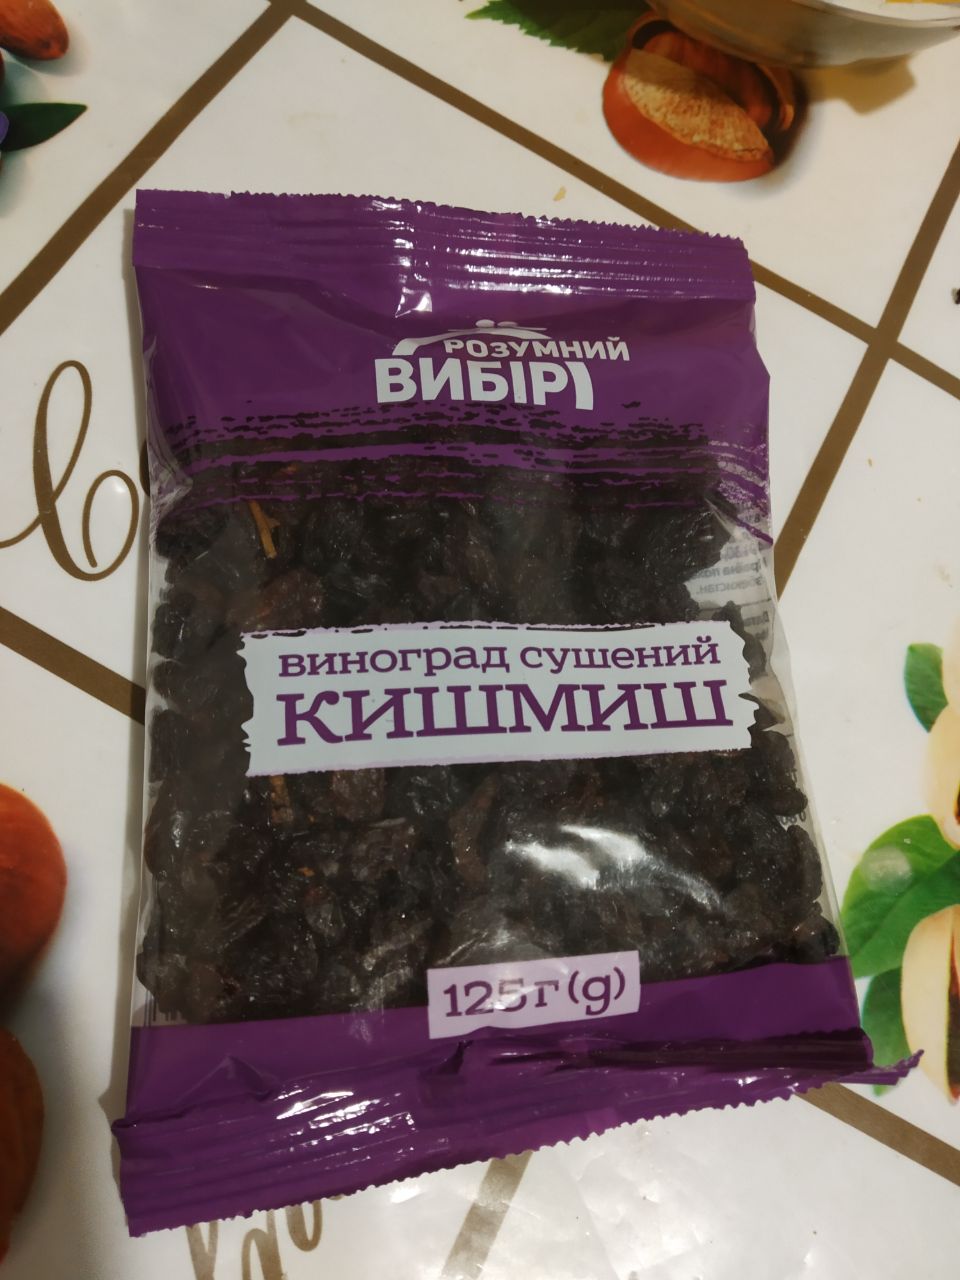 РОЗУМНИЙ
ВИБІР
виноград сушений
КИШМИШ
125г(g)